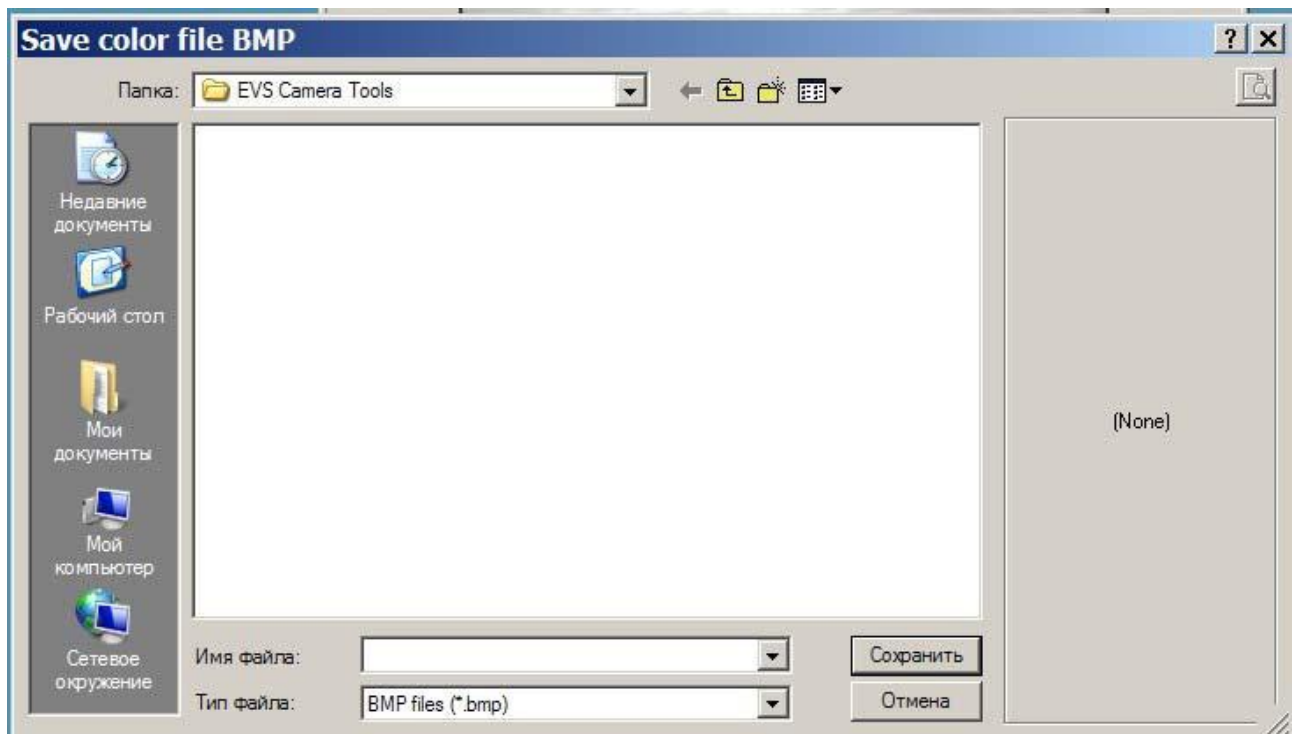 Save color file BMP
Папка: EVS Camera Tools
Недавние
документы
Рабочий стол
Мои
документы
Мой
компьютер
Сетевое
окружение
(None)
Имя файла:
Сохранить
Тип файла: BMP files (*.bmp)
Отмена